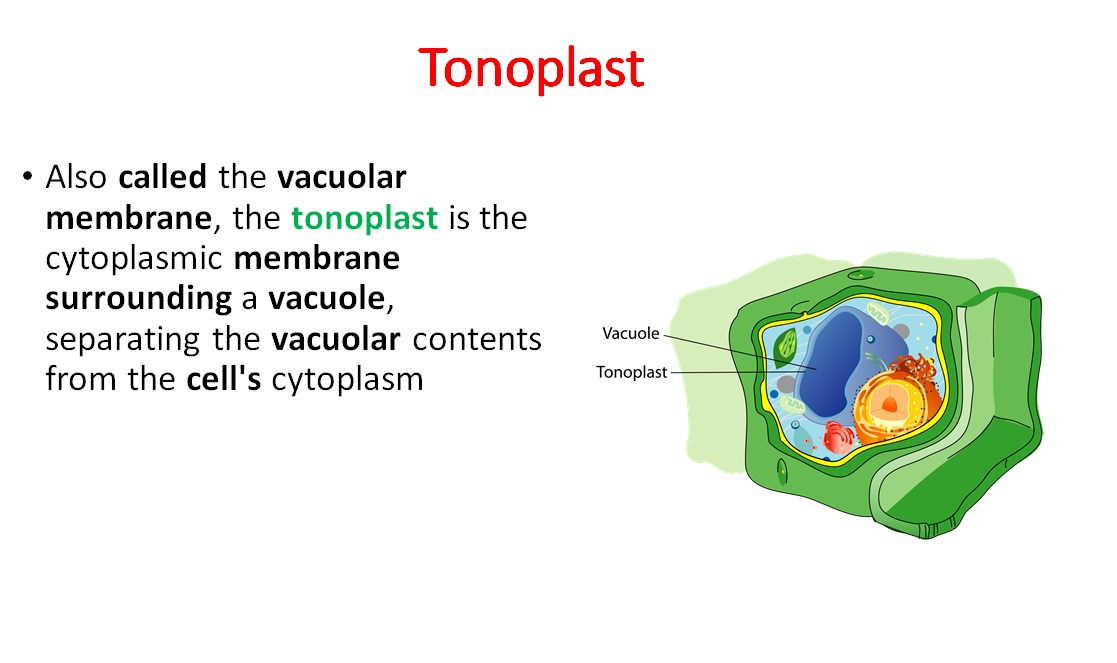 Tonoplast
• Also called the vacuolar
membrane, the tonoplast is the
cytoplasmic membrane
surrounding a vacuole,
separating the vacuolar contents
from the cell's cytoplasm
Vacuole
Tonoplast